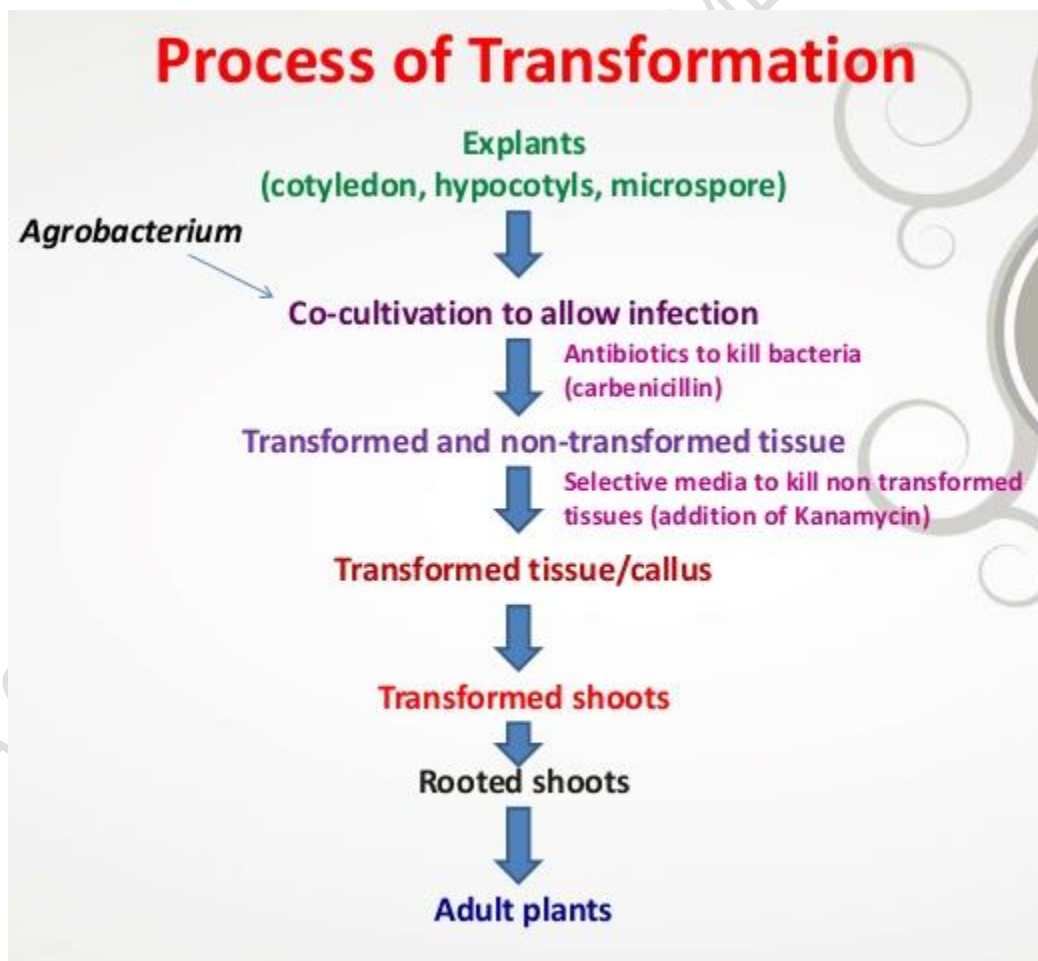 Process of Transformation
Explants
(cotyledon, hypocotyls, microspore)
Agrobacterium
Co-cultivation to allow infection
Antibiotics to kill bacteria
(carbenicillin)
Transformed and non-transformed tissue
Selective media to kill non transformed
tissues (addition of Kanamycin)
Transformed tissue/callus
Transformed shoots
Rooted shoots
Adult plants